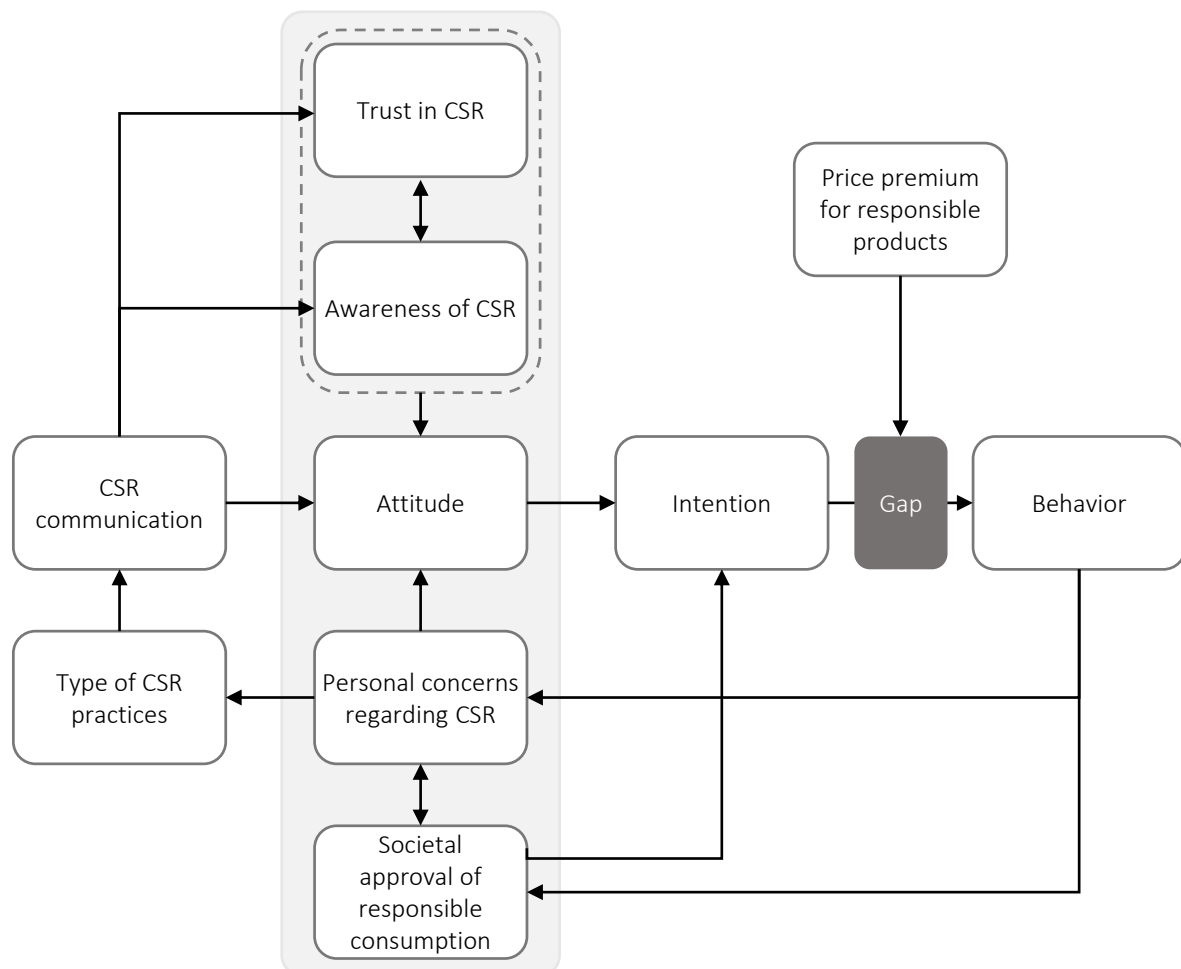 Trust in CSR
Price premium
for responsible
products
Awareness of CSR
CSR
communication
Attitude
Intention
Gap
Behavior
Type of CSR
practices
Personal concerns
regarding CSR
Societal
approval of
responsible
consumption